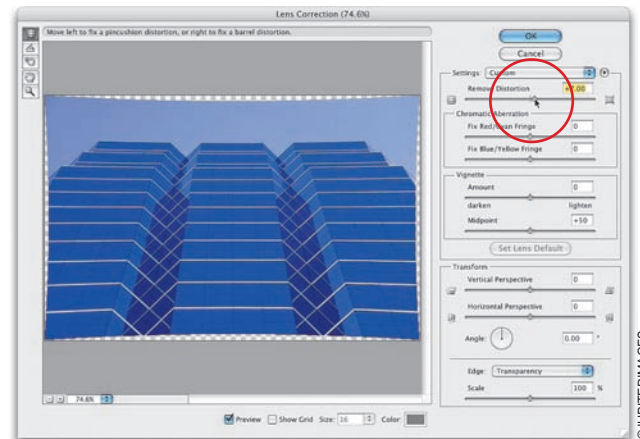 Lens Correction (74.6%)
Move left to fix a pincushion distortion, or right to fix a barrel distortion.
OK
Cancel
Settings: Custom
Remove Distortion +7.00
Chromatic Aberration
Fix Red/Cyan Fringe 0
Fix Blue/Yellow Fringe 0
Vignette
Amount 0
darken lighten
Midpoint +50
Set Lens Default
Transform
Vertical Perspective 0
Horizontal Perspective 0
Angle: 0.00 °
Edge: Transparency
Scale 100 %
74.6%
Preview Show Grid Size: 16 Color:
©JUPITERIMAGES